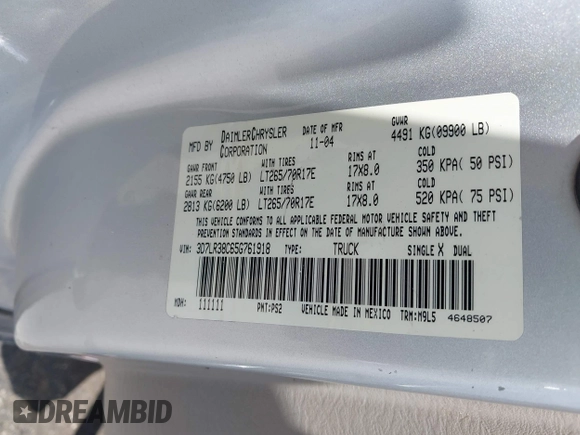 MFD BY DAIMLERCHRYSLER CORPORATION DATE OF MFR 11-04 GVWR 4491 KG(09900 LB)
GAWR FRONT WITH TIRES RIMS AT COLD
2155 KG(4750 LB) LT265/70R17E 17X8.0 350 KPA( 50 PSI)
GAWR REAR WITH TIRES RIMS AT COLD
2813 KG(6200 LB) LT265/70R17E 17X8.0 520 KPA( 75 PSI)
THIS VEHICLE CONFORMS TO ALL APPLICABLE FEDERAL MOTOR VEHICLE SAFETY AND THEFT
PREVENTION STANDARDS IN EFFECT ON THE DATE OF MANUFACTURE SHOWN ABOVE.
VIN: 3D7LR38C65G761918 TYPE: TRUCK SINGLE X DUAL
MDH: 111111 PNT:PS2 VEHICLE MADE IN MEXICO TRM:M9L5 4648507
DREAMBID